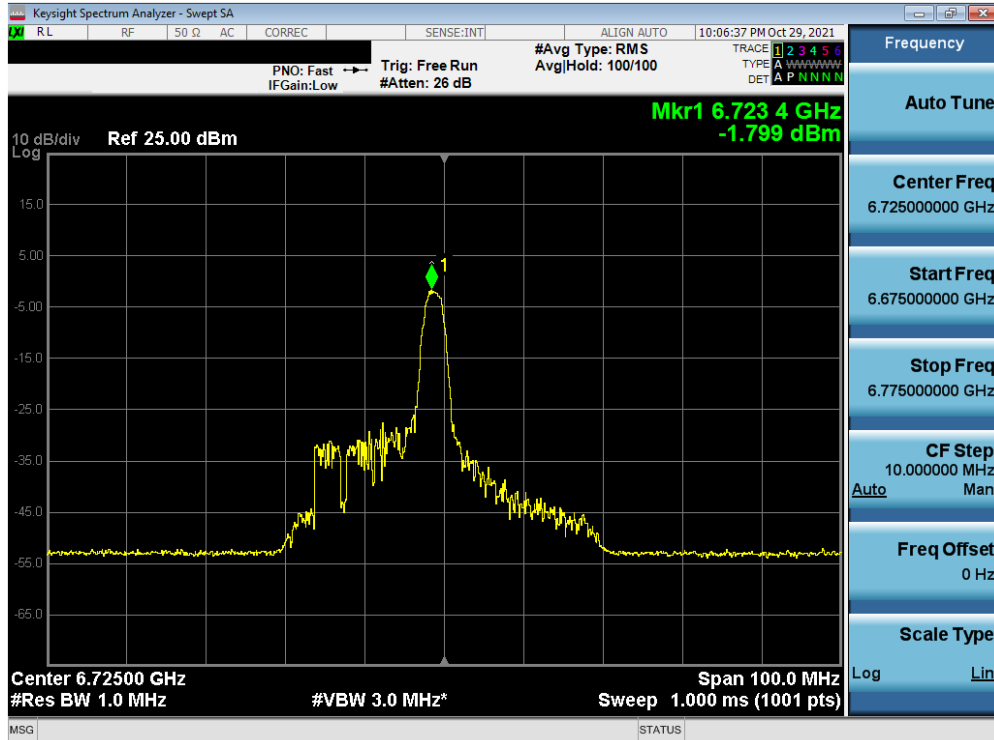 Keysight Spectrum Analyzer - Swept SA
LXI RL RF 50 Ω AC CORREC SENSE:INT ALIGN AUTO 10:06:37 PM Oct 29, 2021
PNO: Fast
IFGain:Low
Trig: Free Run
#Atten: 26 dB
#Avg Type: RMS
Avg|Hold: 100/100
TRACE 1 2 3 4 5 6
TYPE A WWWWW
DET A P N N N N
Mkr1 6.723 4 GHz
-1.799 dBm
10 dB/div Ref 25.00 dBm
Log
15.0
5.00
-5.00
-15.0
-25.0
-35.0
-45.0
-55.0
-65.0
1
Center 6.72500 GHz Span 100.0 MHz
#Res BW 1.0 MHz #VBW 3.0 MHz* Sweep 1.000 ms (1001 pts)
MSG STATUS
Frequency
Auto Tune
Center Freq
6.725000000 GHz
Start Freq
6.675000000 GHz
Stop Freq
6.775000000 GHz
CF Step
10.000000 MHz
Auto Man
Freq Offset
0 Hz
Scale Type
Log Lin